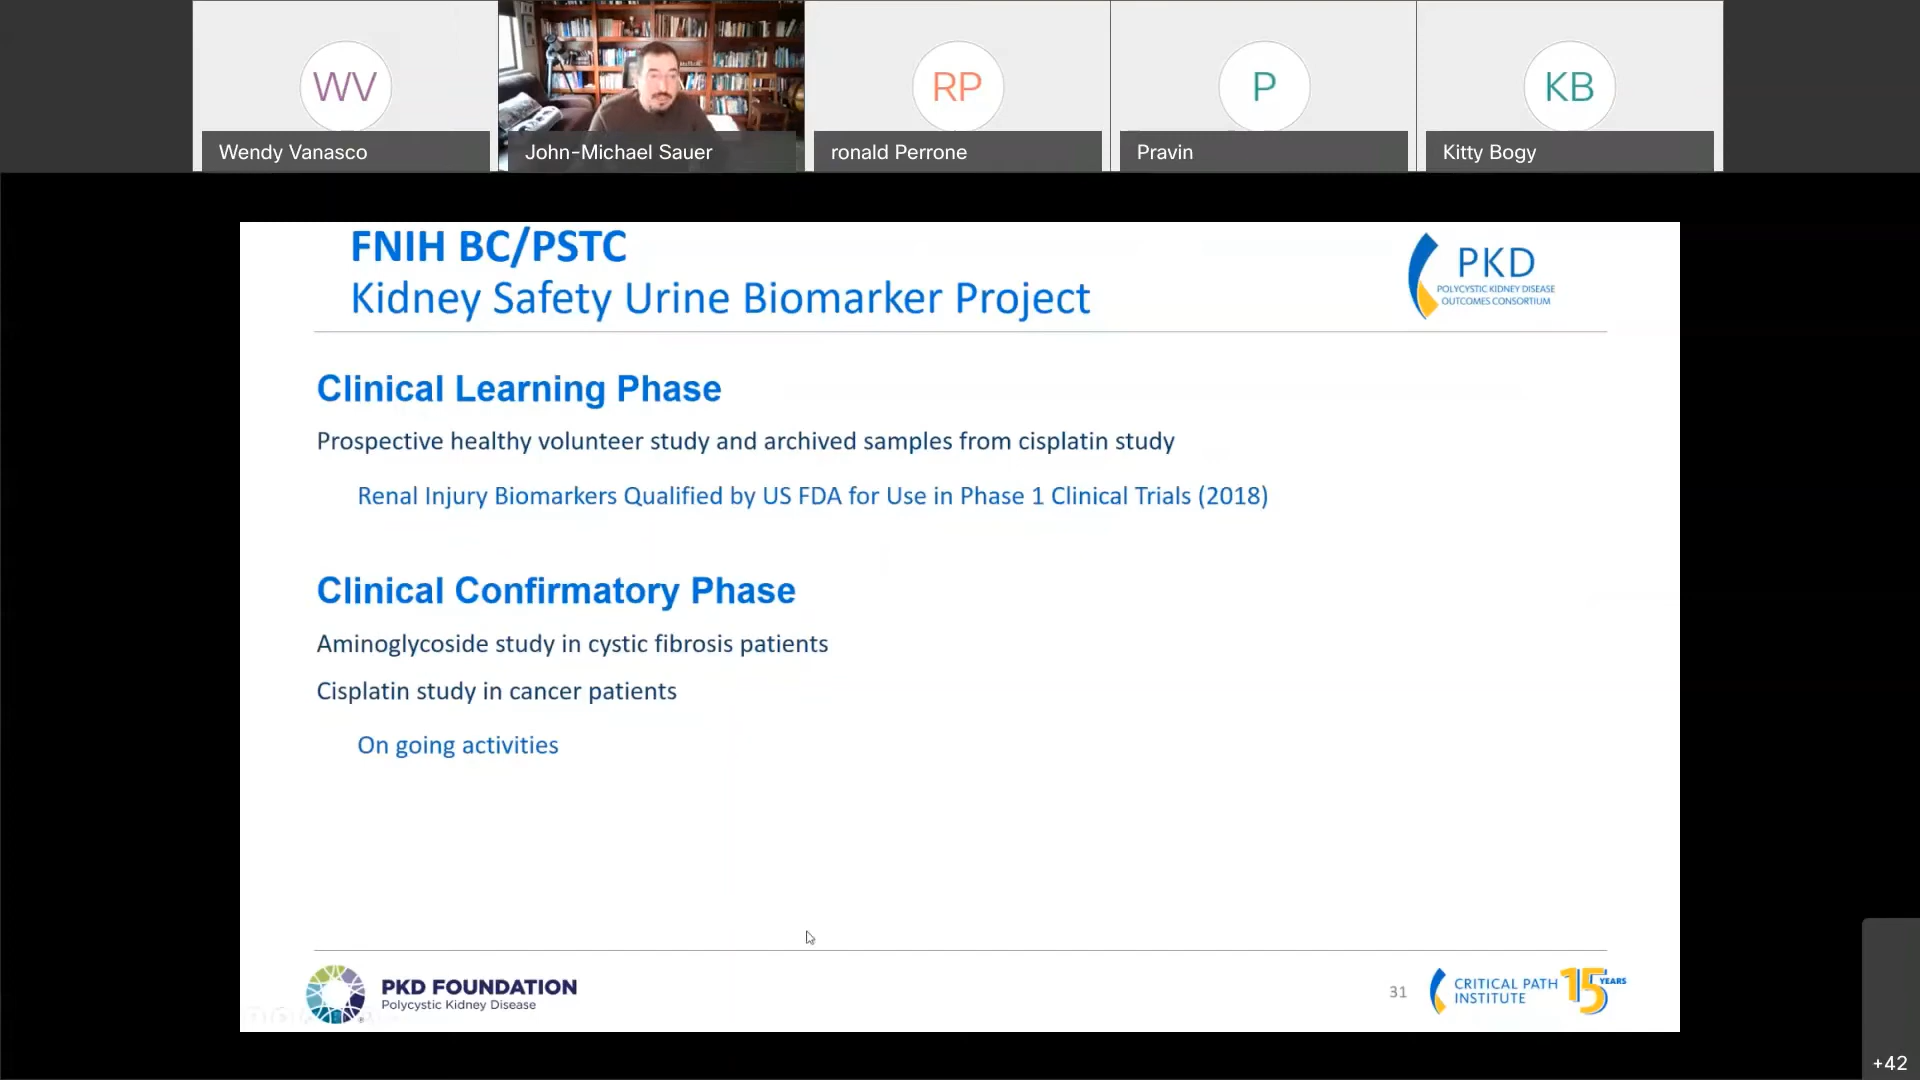 WV
RP
P
KB
Wendy Vanasco
John-Michael Sauer
ronald Perrone
Pravin
Kitty Bogy
FNIH BC/PSTC
Kidney Safety Urine Biomarker Project
PKD
POLYCYSTIC KIDNEY DISEASE
OUTCOMES CONSORTIUM
Clinical Learning Phase
Prospective healthy volunteer study and archived samples from cisplatin study
Renal Injury Biomarkers Qualified by US FDA for Use in Phase 1 Clinical Trials (2018)
Clinical Confirmatory Phase
Aminoglycoside study in cystic fibrosis patients
Cisplatin study in cancer patients
On going activities
PKD FOUNDATION
Polycystic Kidney Disease
31
CRITICAL PATH
INSTITUTE
15 YEARS
+42